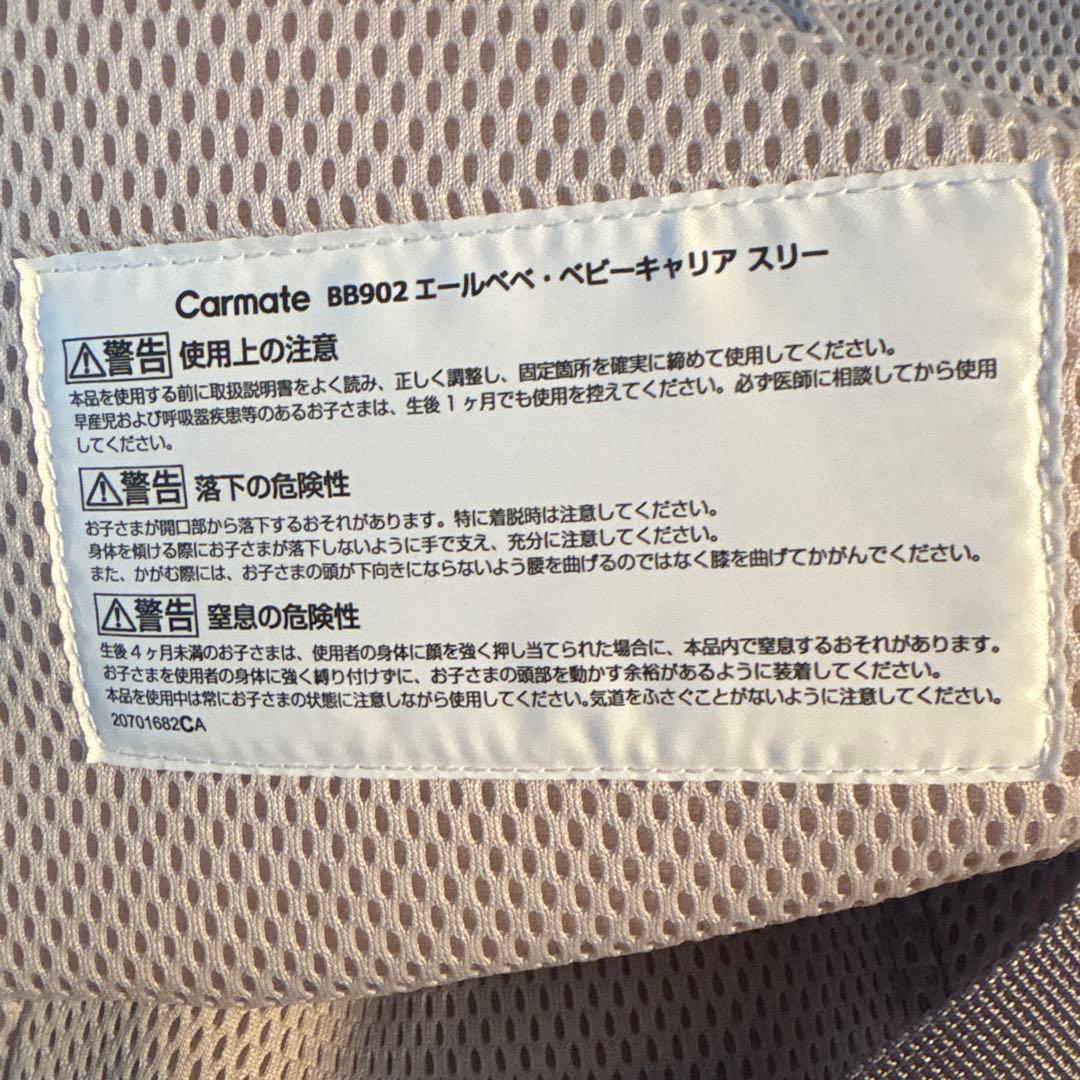 Carmate BB902 エールベベ・ベビーキャリア スリー
⚠警告 使用上の注意
本品を使用する前に取扱説明書をよく読み、正しく調整し、固定箇所を確実に締めて使用してください。
早産児および呼吸器疾患等のあるお子さまは、生後1ヶ月でも使用を控えてください。必ず医師に相談してから使用
してください。
⚠警告 落下の危険性
お子さまが開口部から落下するおそれがあります。特に着脱時は注意してください。
身体を傾ける際にお子さまが落下しないように手で支え、充分に注意してください。
また、かがむ際には、お子さまの頭が下向きにならないよう腰を曲げるのではなく膝を曲げてかがんでください。
⚠警告 窒息の危険性
生後4ヶ月未満のお子さまは、使用者の身体に顔を強く押し当てられた場合に、本品内で窒息するおそれがあります。
お子さまを使用者の身体に強く縛り付けずに、お子さまの頭部を動かす余裕があるように装着してください。
本品を使用中は常にお子さまの状態に注意しながら使用してください。気道をふさぐことがないように注意してください。
20701682CA